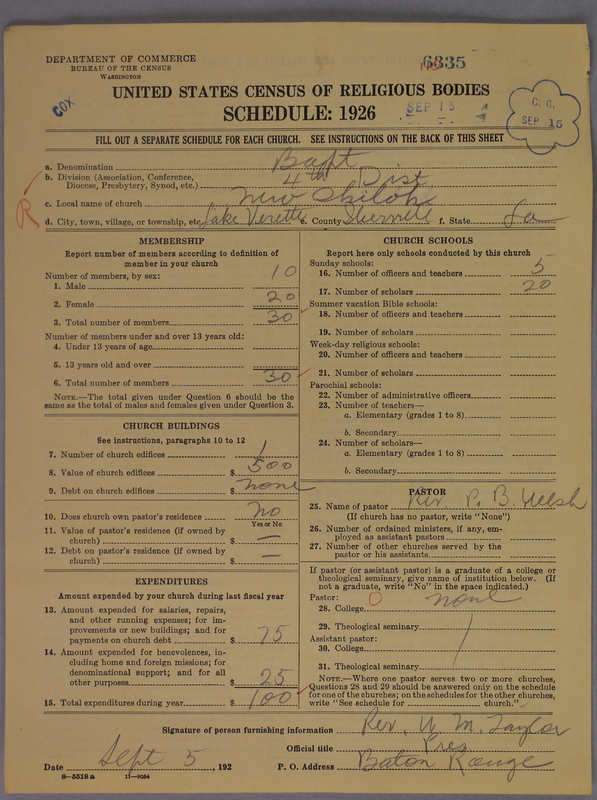 DEPARTMENT OF COMMERCE
BUREAU OF THE CENSUS
WASHINGTON
6335
UNITED STATES CENSUS OF RELIGIOUS BODIES
SCHEDULE: 1926
COX
SEP 15
C. C.
SEP 15
FILL OUT A SEPARATE SCHEDULE FOR EACH CHURCH. SEE INSTRUCTIONS ON THE BACK OF THIS SHEET
a. Denomination Bapt
b. Division (Association, Conference, Diocese, Presbytery, Synod, etc.) 4th Dist.
c. Local name of church New Shiloh
R
d. City, town, village, or township, etc. Lake Verette e. County Iberville f. State La
MEMBERSHIP
Report number of members according to definition of
member in your church
Number of members, by sex:
1. Male 10
2. Female 20
3. Total number of members 30
Number of members under and over 13 years old:
4. Under 13 years of age
5. 13 years old and over
6. Total number of members 30
NOTE.—The total given under Question 6 should be the
same as the total of males and females given under Question 3.
CHURCH BUILDINGS
See instructions, paragraphs 10 to 12
7. Number of church edifices 1
8. Value of church edifices $ 500
9. Debt on church edifices $ none
10. Does church own pastor's residence No
Yes or No
11. Value of pastor's residence (if owned by
church) $ —
12. Debt on pastor's residence (if owned by
church) $ —
EXPENDITURES
Amount expended by your church during last fiscal year
13. Amount expended for salaries, repairs,
and other running expenses; for im-
provements or new buildings; and for
payments on church debt $ 75
14. Amount expended for benevolences, in-
cluding home and foreign missions; for
denominational support; and for all
other purposes $ 25
15. Total expenditures during year $ 100
CHURCH SCHOOLS
Report here only schools conducted by this church
Sunday schools:
16. Number of officers and teachers 5
17. Number of scholars 20
Summer vacation Bible schools:
18. Number of officers and teachers
19. Number of scholars
Week-day religious schools:
20. Number of officers and teachers
21. Number of scholars
Parochial schools:
22. Number of administrative officers
23. Number of teachers—
a. Elementary (grades 1 to 8)
b. Secondary
24. Number of scholars—
a. Elementary (grades 1 to 8)
b. Secondary
PASTOR
25. Name of pastor Rev. P. B. Welsh
(If church has no pastor, write "None")
26. Number of ordained ministers, if any, em-
ployed as assistant pastors
27. Number of other churches served by the
pastor or his assistants
If pastor (or assistant pastor) is a graduate of a college or
theological seminary, give name of institution below. (If
not a graduate, write "No" in the space indicated.)
Pastor:
28. College none
29. Theological seminary
Assistant pastor:
30. College
31. Theological seminary
NOTE.—Where one pastor serves two or more churches,
Questions 28 and 29 should be answered only on the schedule
for one of the churches; on the schedules for the other churches,
write "See schedule for church."
Signature of person furnishing information Rev. W. M. Taylor
Official title Pres
Date Sept 5, 192 P. O. Address Baton Rouge
8—5518 a 11—9054